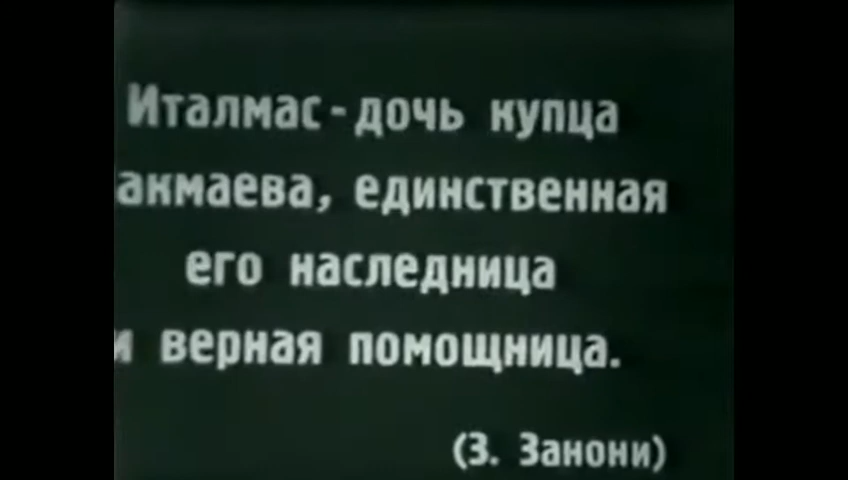 Италмас - дочь купца
акмаева, единственная
его наследница
и верная помощница.
(З. Занони)